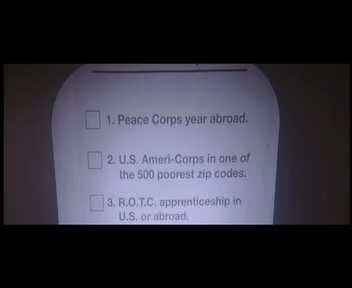 1. Peace Corps year abroad.
2. U.S. Ameri-Corps in one of
the 500 poorest zip codes.
3. R.O.T.C. apprenticeship in
U.S. or abroad.